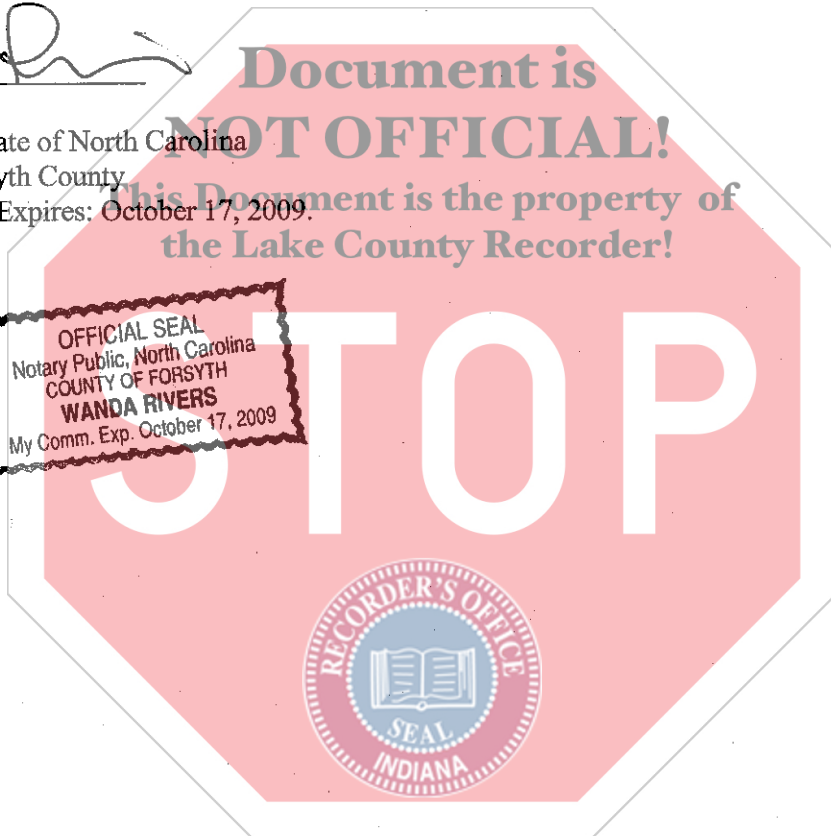 Document is
NOT OFFICIAL!
This Document is the property of
the Lake County Recorder!
ate of North Carolina
yth County
Expires: October 17, 2009.
OFFICIAL SEAL
Notary Public, North Carolina
COUNTY OF FORSYTH
WANDA RIVERS
My Comm. Exp. October 17, 2009
STOP
RECORDER'S OFFICE
SEAL
INDIANA